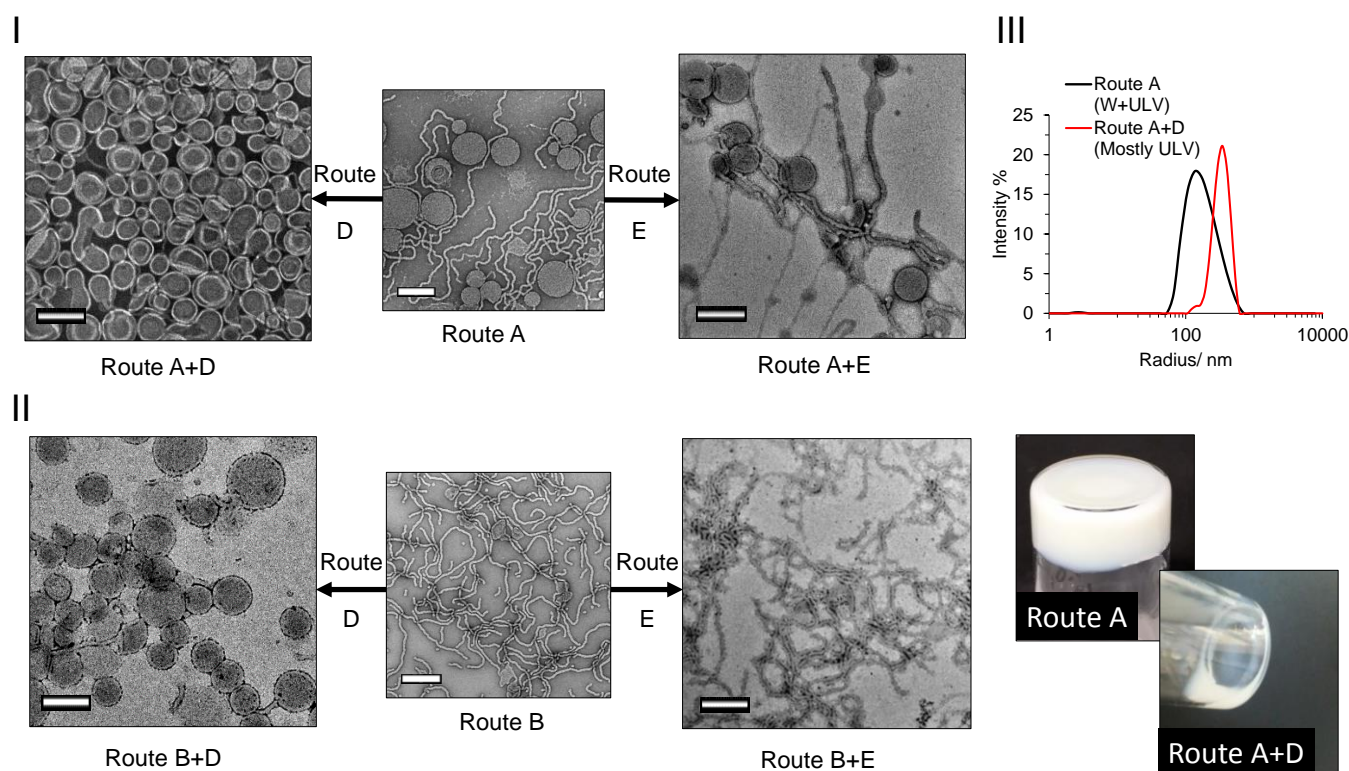 I
Route
D
Route
E
Route A+D
Route A
Route A+E
III
Route A
(W+ULV)
Route A+D
(Mostly ULV)
25
20
15
10
5
0
Intensity %
1
100
10000
Radius/ nm
II
Route
D
Route
E
Route B+D
Route B
Route B+E
Route A
Route A+D